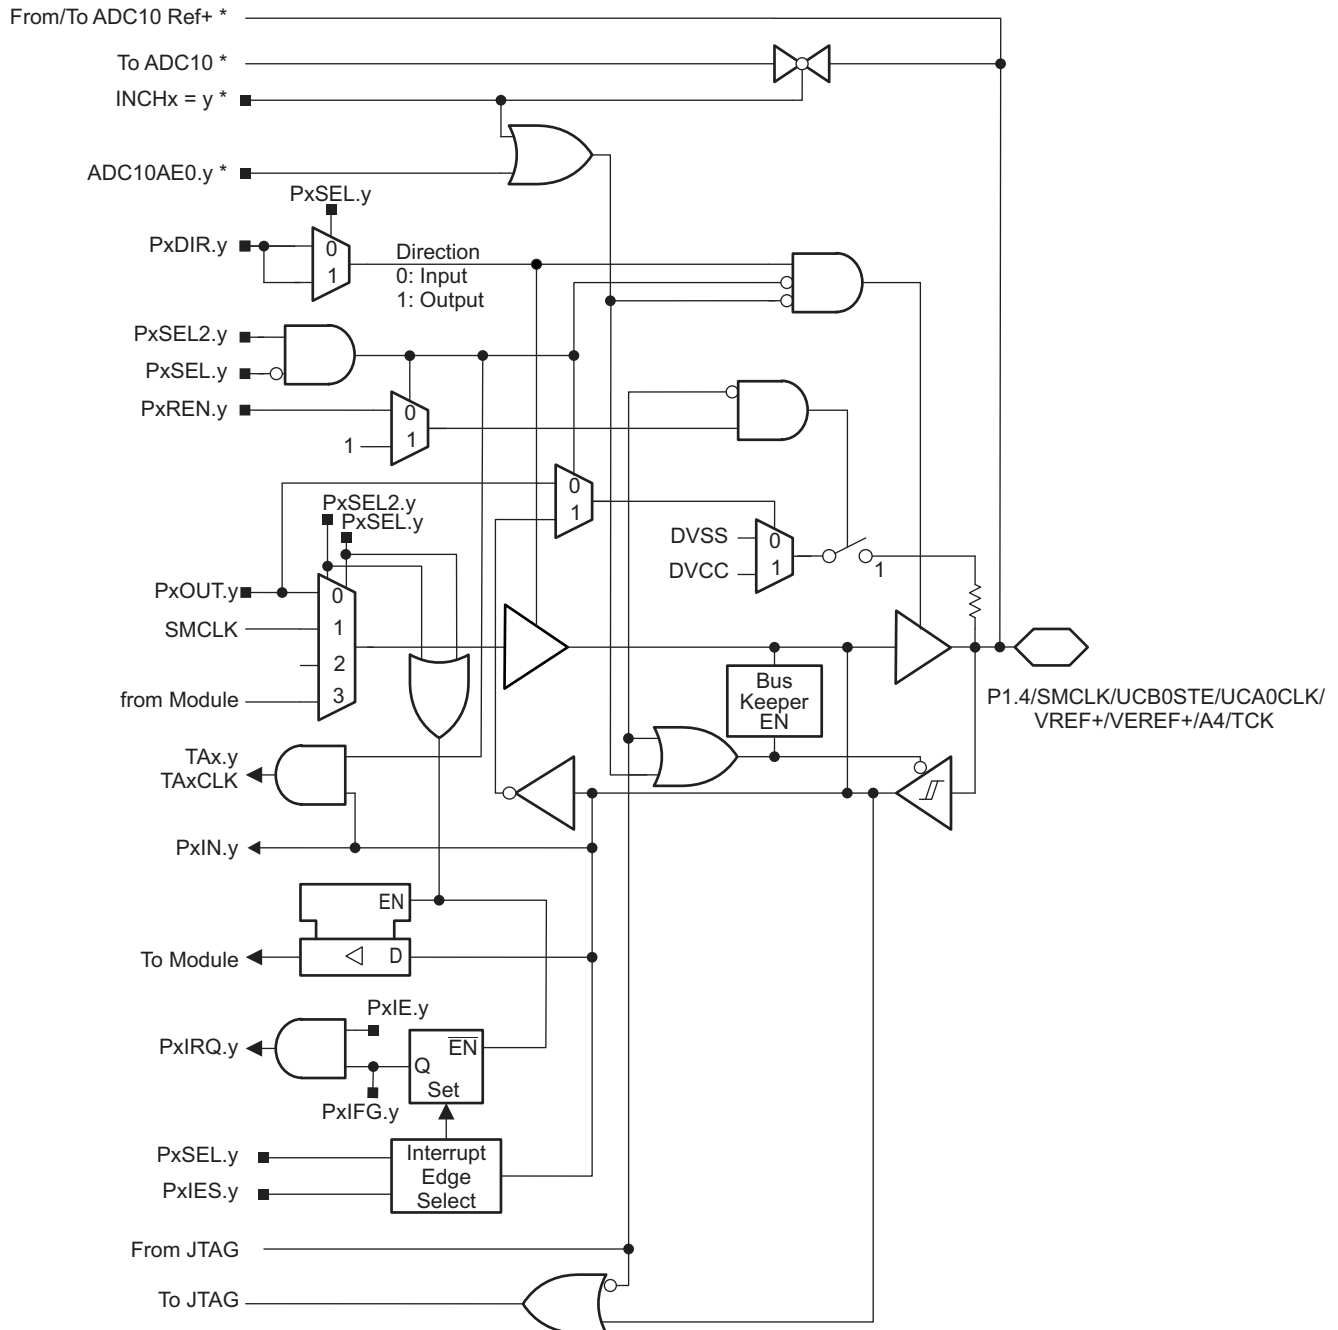 From/To ADC10 Ref+ *
To ADC10 *
INCHx = y *
ADC10AE0.y *
PxSEL.y
PxDIR.y
0
1
Direction
0: Input
1: Output
PxSEL2.y
PxSEL.y
PxREN.y
0
1
1
0
1
PxSEL2.y
PxSEL.y
DVSS
DVCC
0
1
1
PxOUT.y
SMCLK
from Module
0
1
2
3
Bus
Keeper
EN
P1.4/SMCLK/UCB0STE/UCA0CLK/
VREF+/VEREF+/A4/TCK
TAx.y
TAxCLK
PxIN.y
EN
D
To Module
PxIE.y
PxIRQ.y
EN
Q
Set
PxIFG.y
PxSEL.y
PxIES.y
Interrupt
Edge
Select
From JTAG
To JTAG